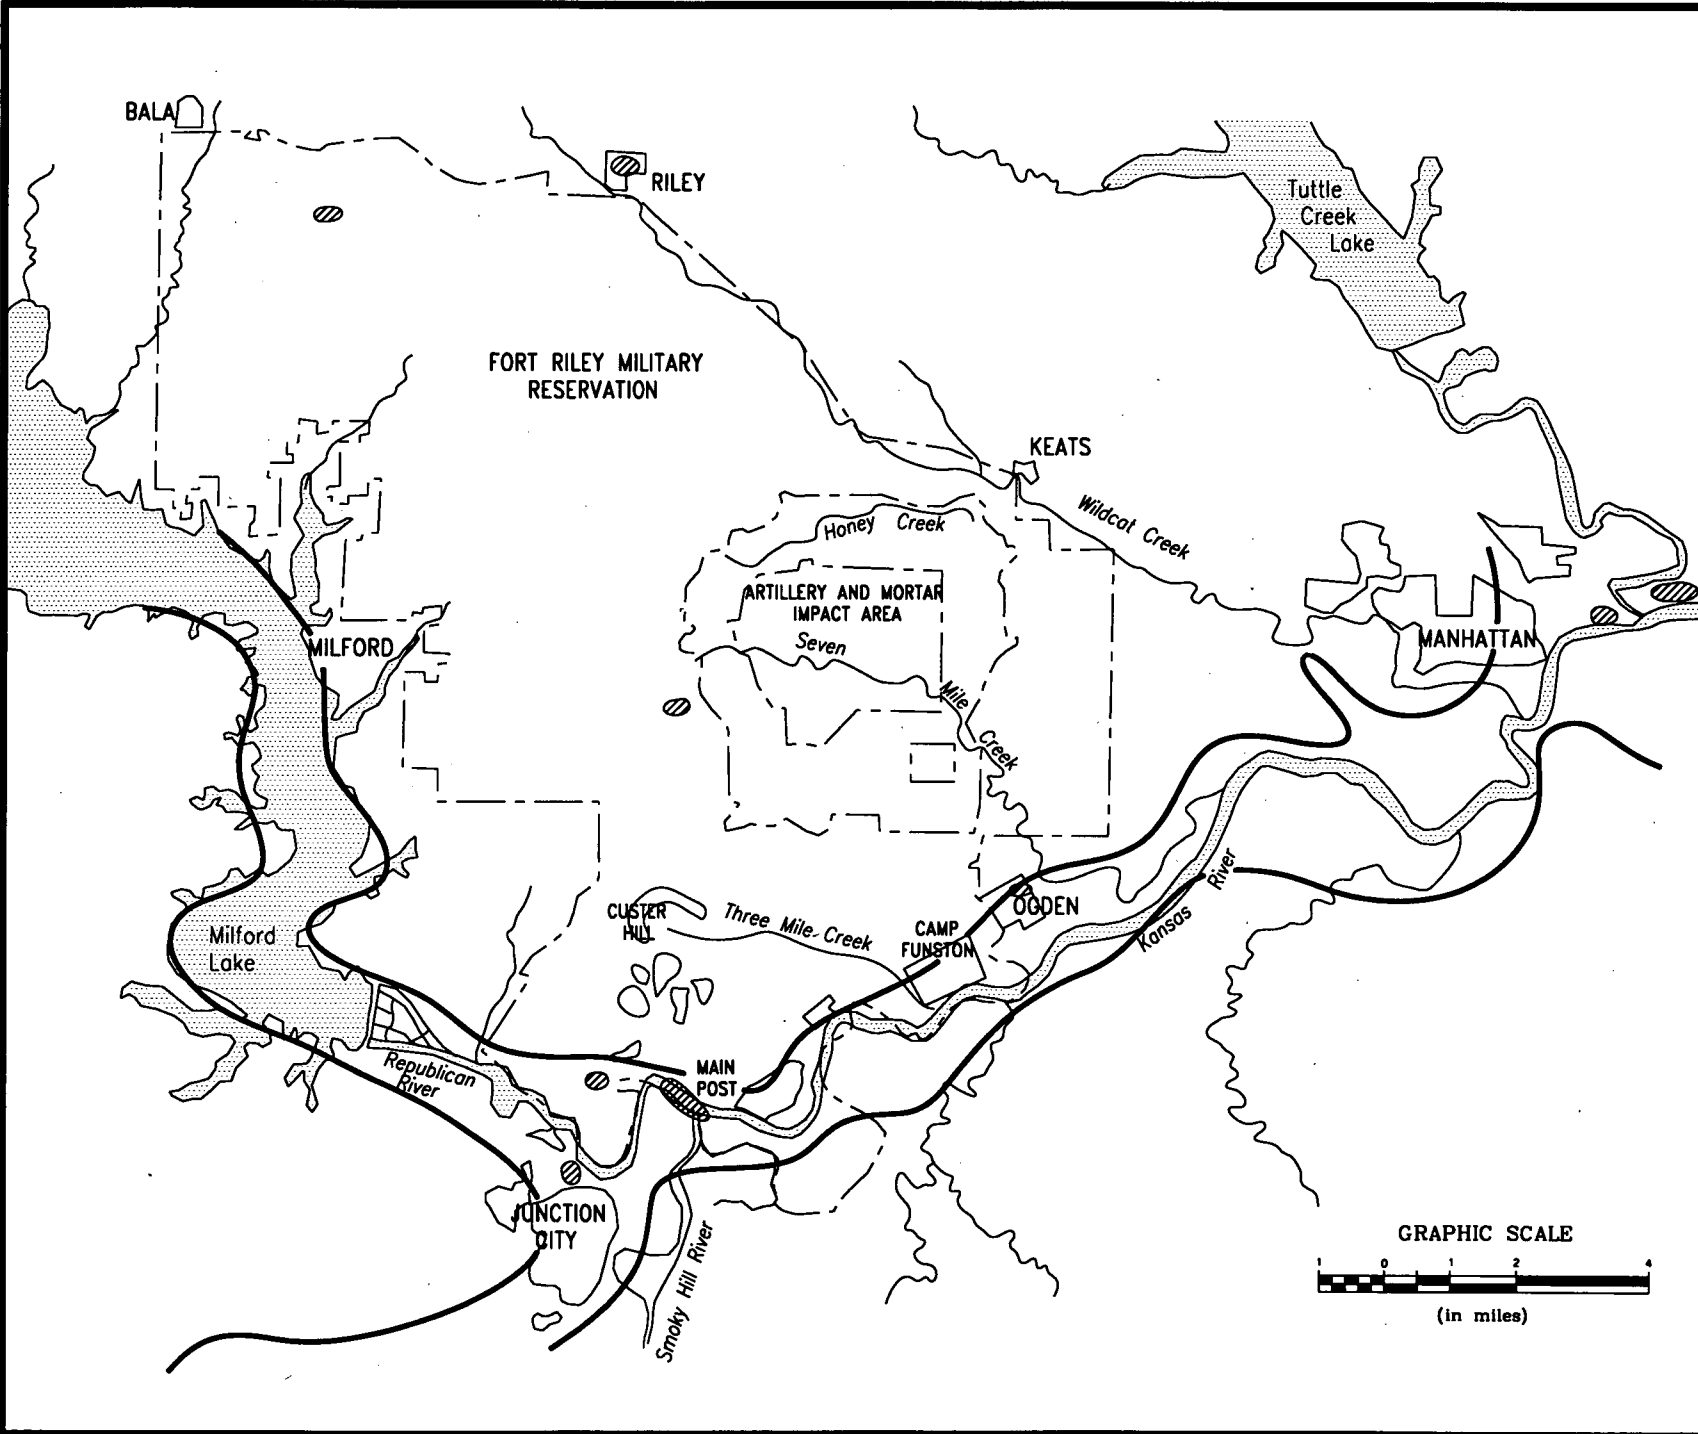 BALA
RILEY
Tuttle
Creek
Lake
FORT RILEY MILITARY
RESERVATION
KEATS
Wildcat Creek
Honey Creek
ARTILLERY AND MORTAR
IMPACT AREA
Seven
Mile
Creek
MILFORD
MANHATTAN
CUSTER
HILL
Three Mile Creek
CAMP
FUNSTON
OGDEN
Kansas
River
Milford
Lake
Republican
River
MAIN
POST
JUNCTION
CITY
Smoky Hill River
GRAPHIC SCALE
1 0 1 2 4
(in miles)